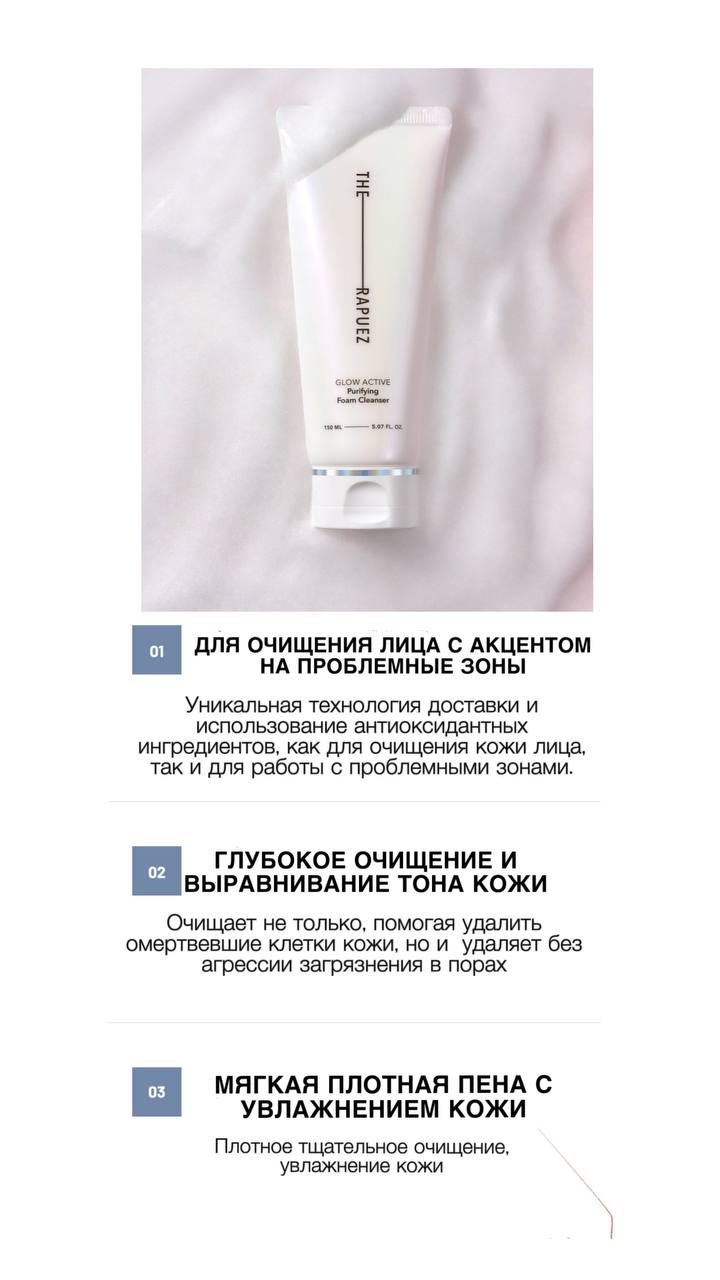 THE
RAPUEZ
GLOW ACTIVE
Purifying
Foam Cleanser
150 ML 5.07 FL. OZ.
01
ДЛЯ ОЧИЩЕНИЯ ЛИЦА С АКЦЕНТОМ
НА ПРОБЛЕМНЫЕ ЗОНЫ
Уникальная технология доставки и
использование антиоксидантных
ингредиентов, как для очищения кожи лица,
так и для работы с проблемными зонами.
02
ГЛУБОКОЕ ОЧИЩЕНИЕ И
ВЫРАВНИВАНИЕ ТОНА КОЖИ
Очищает не только, помогая удалить
омертвевшие клетки кожи, но и  удаляет без
агрессии загрязнения в порах
03
МЯГКАЯ ПЛОТНАЯ ПЕНА С
УВЛАЖНЕНИЕМ КОЖИ
Плотное тщательное очищение,
увлажнение кожи